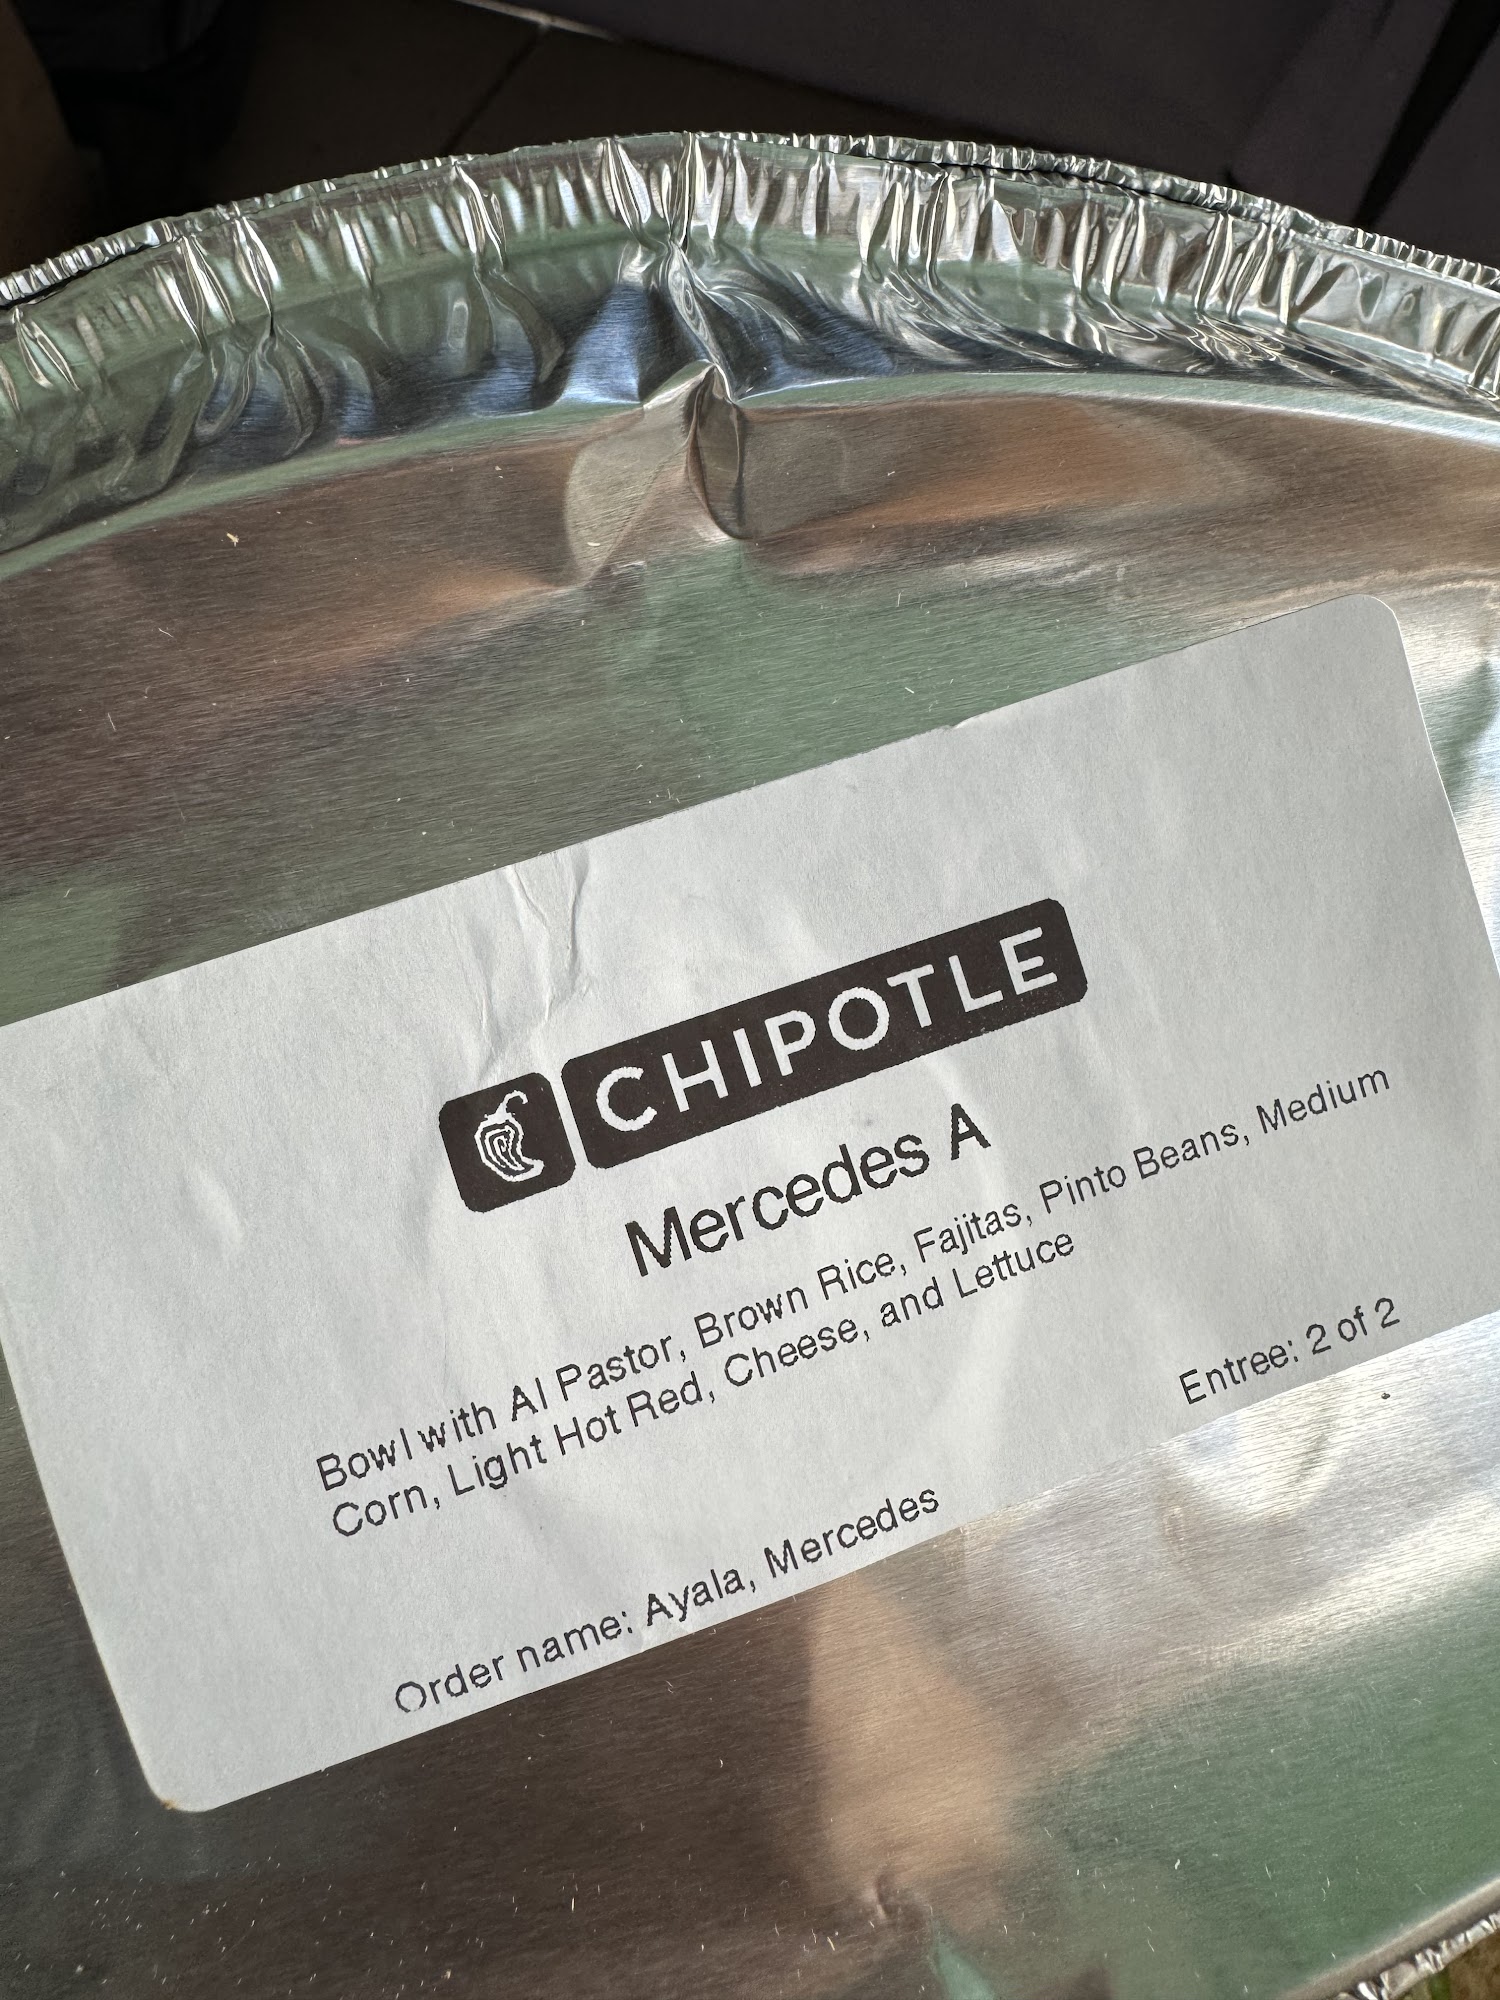 CHIPOTLE
Mercedes A
Bowl with Al Pastor, Brown Rice, Fajitas, Pinto Beans, Medium
Corn, Light Hot Red, Cheese, and Lettuce
Entree: 2 of 2
Order name: Ayala, Mercedes